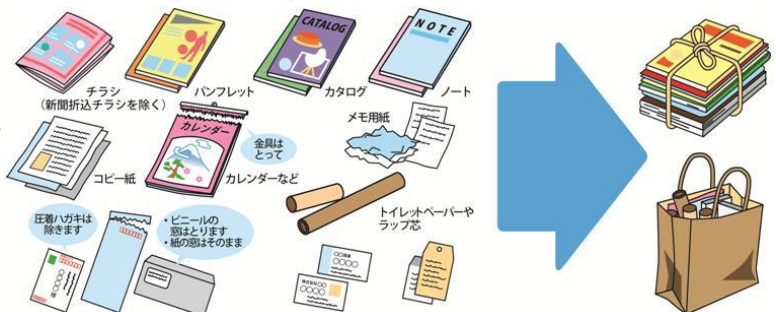 CATALOG
NOTE
チラシ
（新聞折込チラシを除く）
パンフレット
カタログ
ノート
コピー紙
カレンダー
金具は
とって
カレンダーなど
メモ用紙
トイレットペーパーや
ラップ芯
圧着ハガキは
除きます
・ビニールの
窓はとります
・紙の窓はそのまま